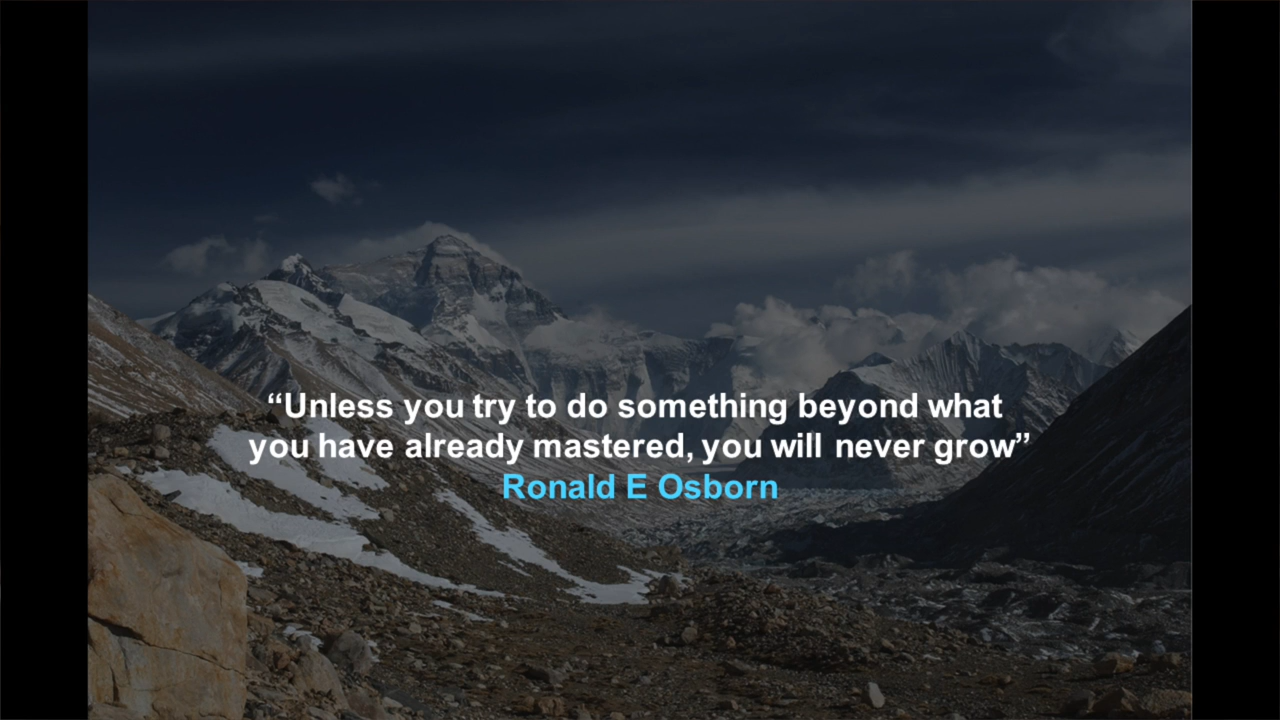 “Unless you try to do something beyond what
you have already mastered, you will never grow”
Ronald E Osborn